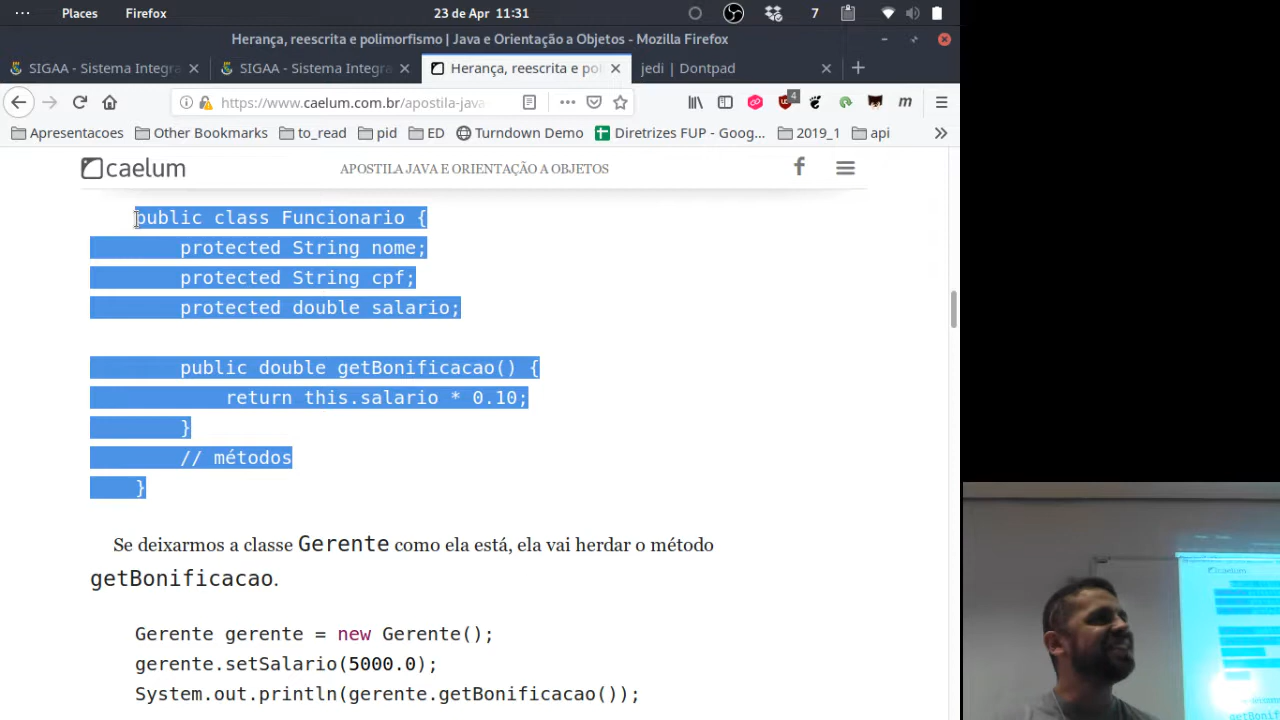 Places Firefox 23 de Apr 11:31 7
Herança, reescrita e polimorfismo | Java e Orientação a Objetos - Mozilla Firefox
SIGAA - Sistema Integra SIGAA - Sistema Integra Herança, reescrita e pol jedi | Dontpad
https://www.caelum.com.br/apostila-java- 4 m
Apresentacoes Other Bookmarks to_read pid ED Turndown Demo Diretrizes FUP - Goog... 2019_1 api
caelum APOSTILA JAVA E ORIENTAÇÃO A OBJETOS f
public class Funcionario {
protected String nome;
protected String cpf;
protected double salario;
public double getBonificacao() {
return this.salario * 0.10;
}
// métodos
}
Se deixarmos a classe Gerente como ela está, ela vai herdar o método
getBonificacao.
Gerente gerente = new Gerente();
gerente.setSalario(5000.0);
System.out.println(gerente.getBonificacao());
caelum